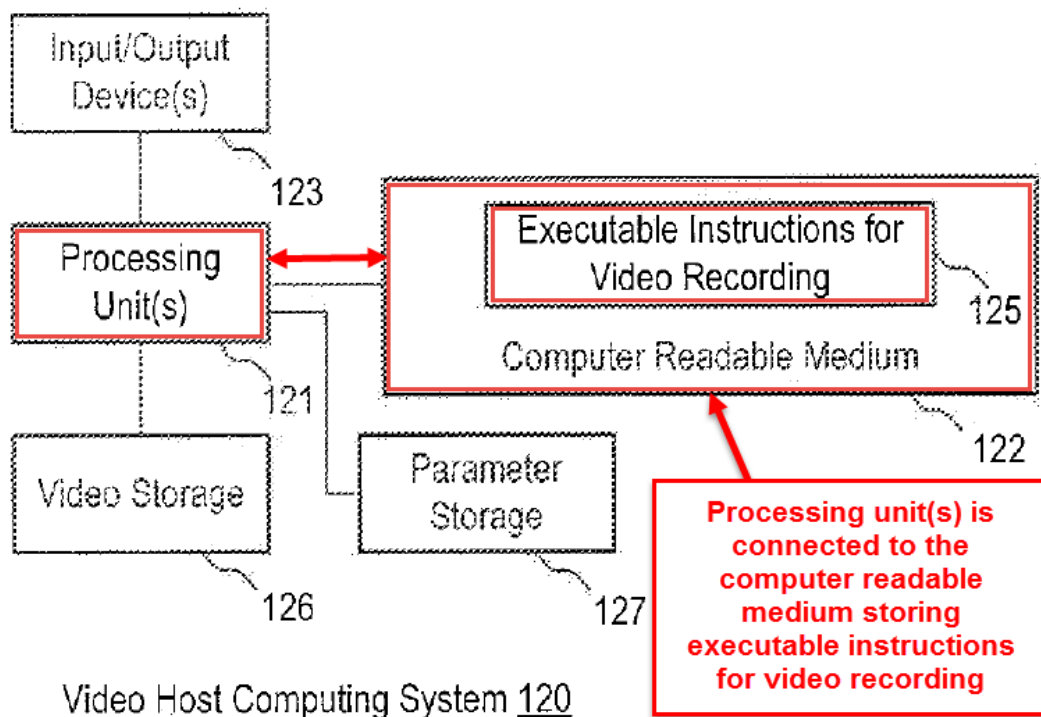 Input/Output
Device(s)
123
Processing
Unit(s)
121
Executable Instructions for
Video Recording
125
Computer Readable Medium
122
Video Storage
126
Parameter
Storage
127
Processing unit(s) is
connected to the
computer readable
medium storing
executable instructions
for video recording
Video Host Computing System 120